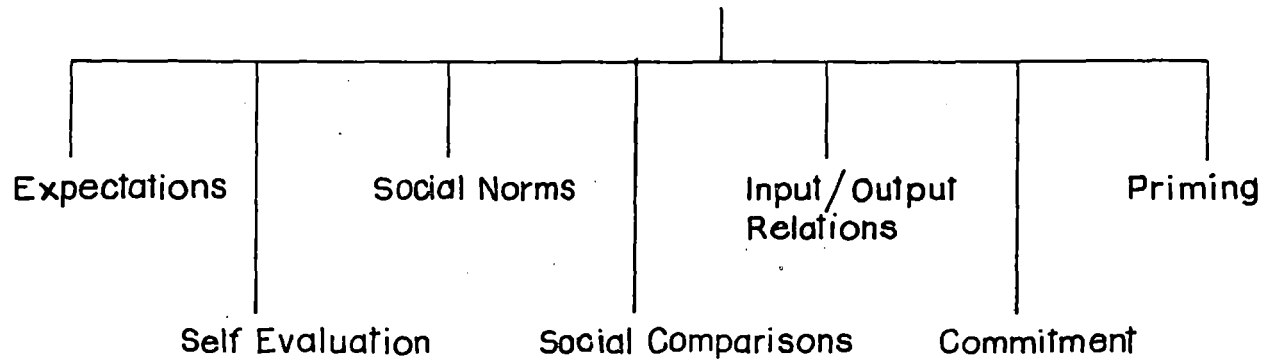 Expectations
Social Norms
Input/Output
Relations
Priming
Self Evaluation
Social Comparisons
Commitment